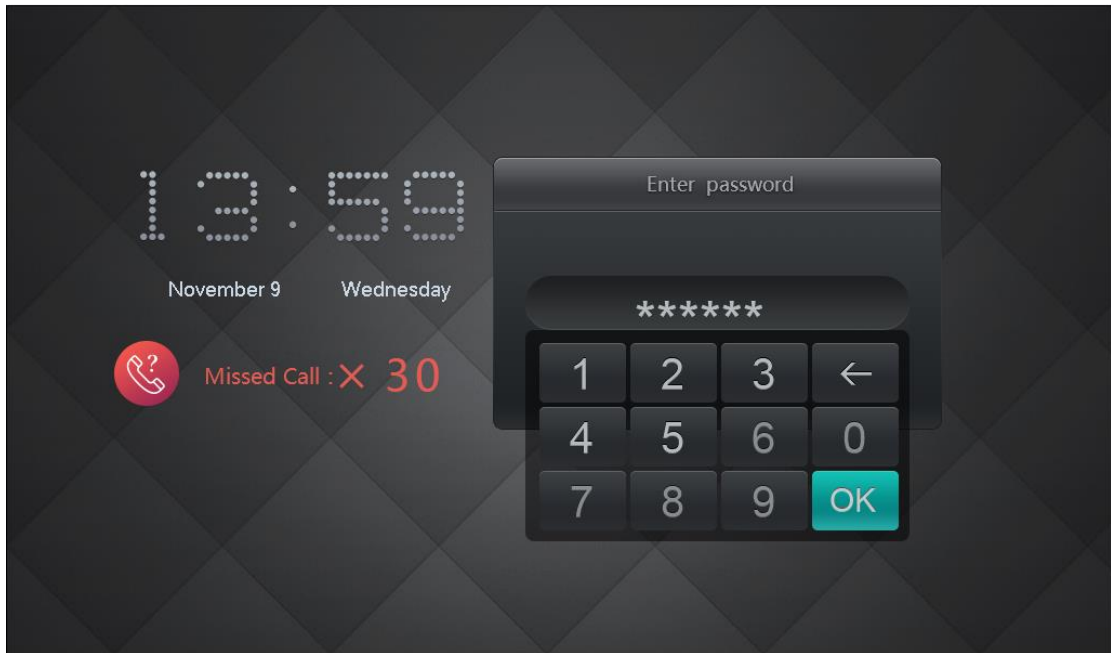 13:59
November 9 Wednesday
Missed Call : × 30
Enter password
******
1 2 3 ←
4 5 6 0
7 8 9 OK